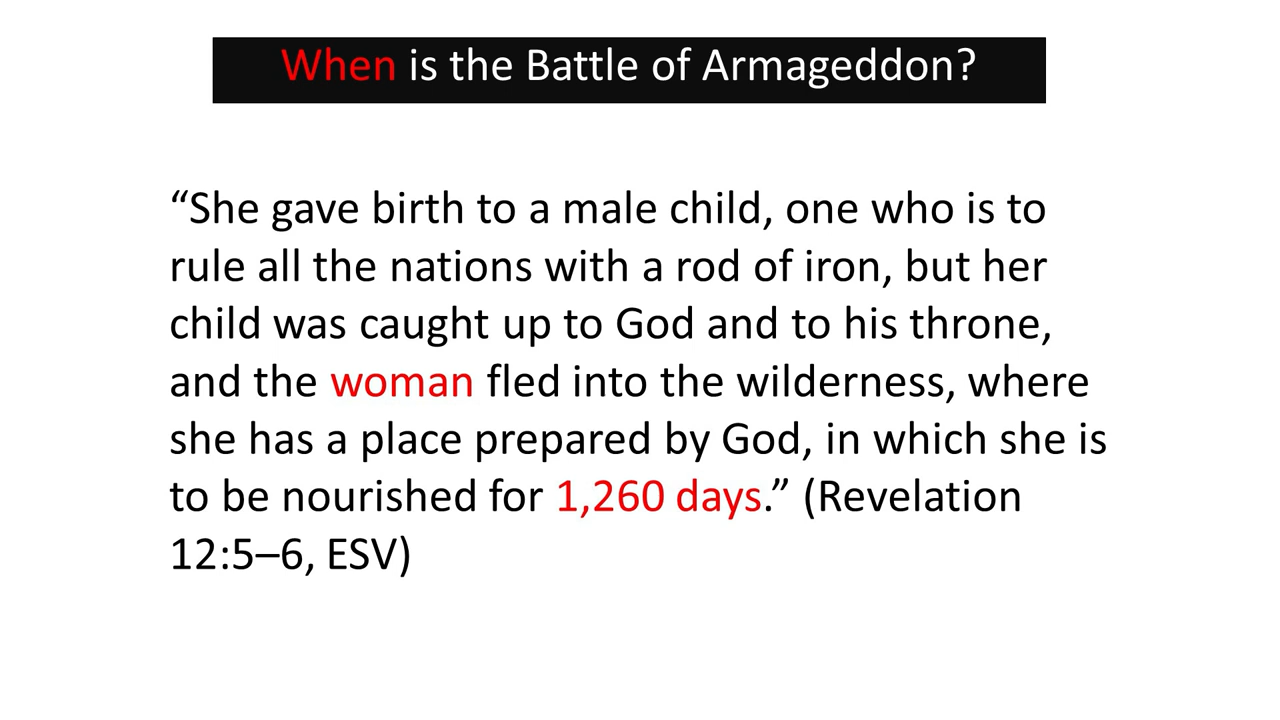 When is the Battle of Armageddon?
“She gave birth to a male child, one who is to
rule all the nations with a rod of iron, but her
child was caught up to God and to his throne,
and the woman fled into the wilderness, where
she has a place prepared by God, in which she is
to be nourished for 1,260 days.” (Revelation
12:5–6, ESV)